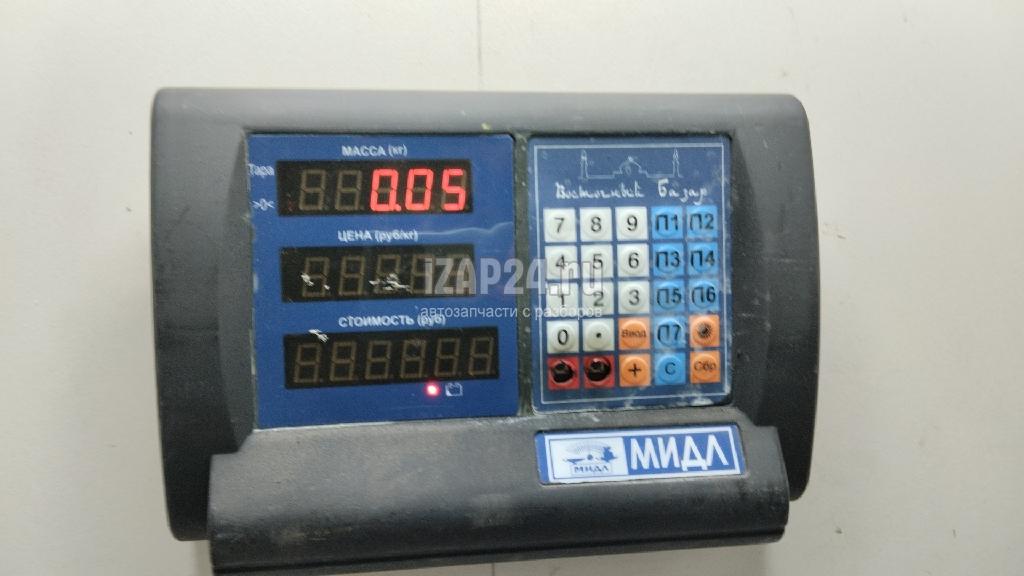 МАССА (кг)
Тара
0.05
>0<
ЦЕНА (руб/кг)
СТОИМОСТЬ (руб)
Восточный Базар
7 8 9 П1 П2
4 5 6 П3 П4
1 2 3 П5 П6
0 . Ввод П7
+ С Сбр
МИДЛ
МИДЛ
iZAP24.ru
автозапчасти с разборов